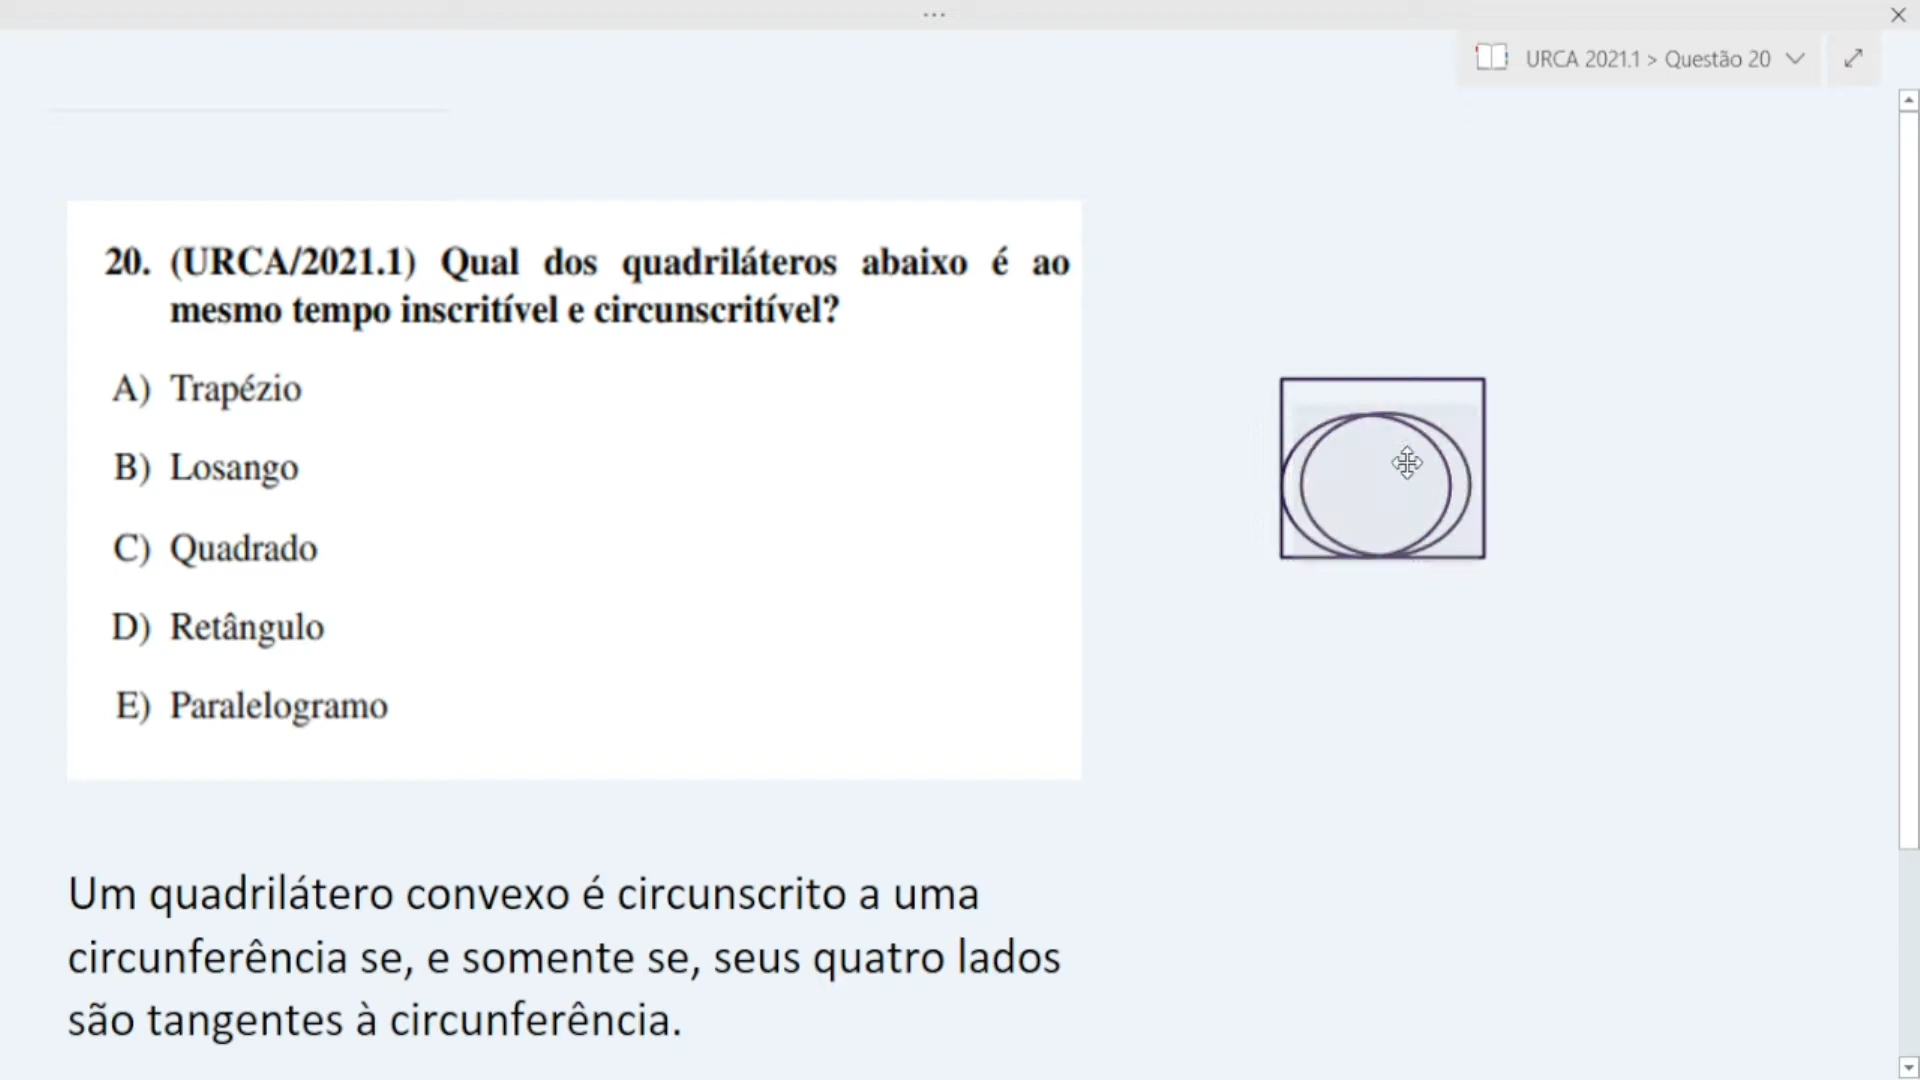 URCA 2021.1 > Questão 20
20. (URCA/2021.1) Qual dos quadriláteros abaixo é ao
mesmo tempo inscritível e circunscritível?
A) Trapézio
B) Losango
C) Quadrado
D) Retângulo
E) Paralelogramo
Um quadrilátero convexo é circunscrito a uma
circunferência se, e somente se, seus quatro lados
são tangentes à circunferência.